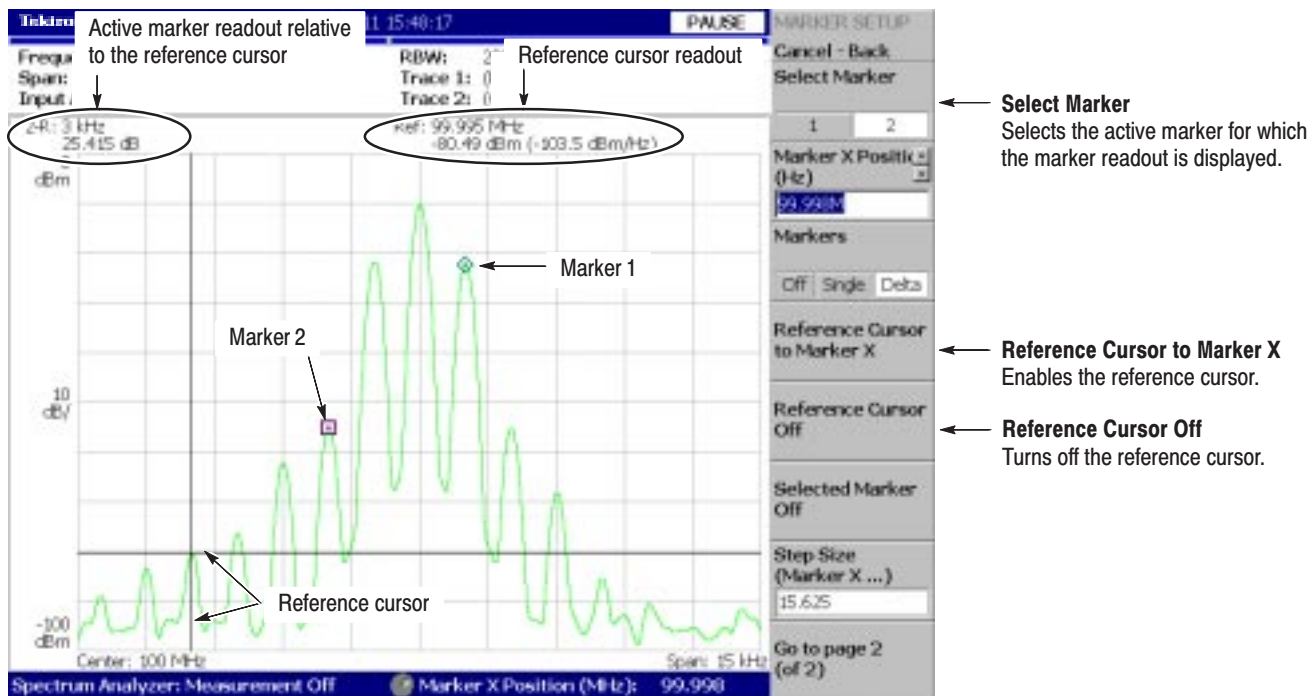 Active marker readout relative
to the reference cursor
11 15:48:17
PAUSE
RBW:
Trace 1:
Trace 2:
Span:
Reference cursor readout
2-R: 3 kHz
25.415 dB
Ref: 99.995 MHz
-80.49 dBm (-103.5 dBm/Hz)
dBm
10
dB/
-100
dBm
Marker 1
Marker 2
Reference cursor
Center: 100 MHz
Span: 15 kHz
Spectrum Analyzer: Measurement Off
Marker X Position (MHz): 99.998
MARKER SETUP
Cancel - Back
Select Marker
1 2
Marker X Position
(Hz)
99.998M
Markers
Off Single Delta
Reference Cursor
to Marker X
Reference Cursor
Off
Selected Marker
Off
Step Size
(Marker X ...)
15.625
Go to page 2
(of 2)
Select Marker
Selects the active marker for which
the marker readout is displayed.
Reference Cursor to Marker X
Enables the reference cursor.
Reference Cursor Off
Turns off the reference cursor.